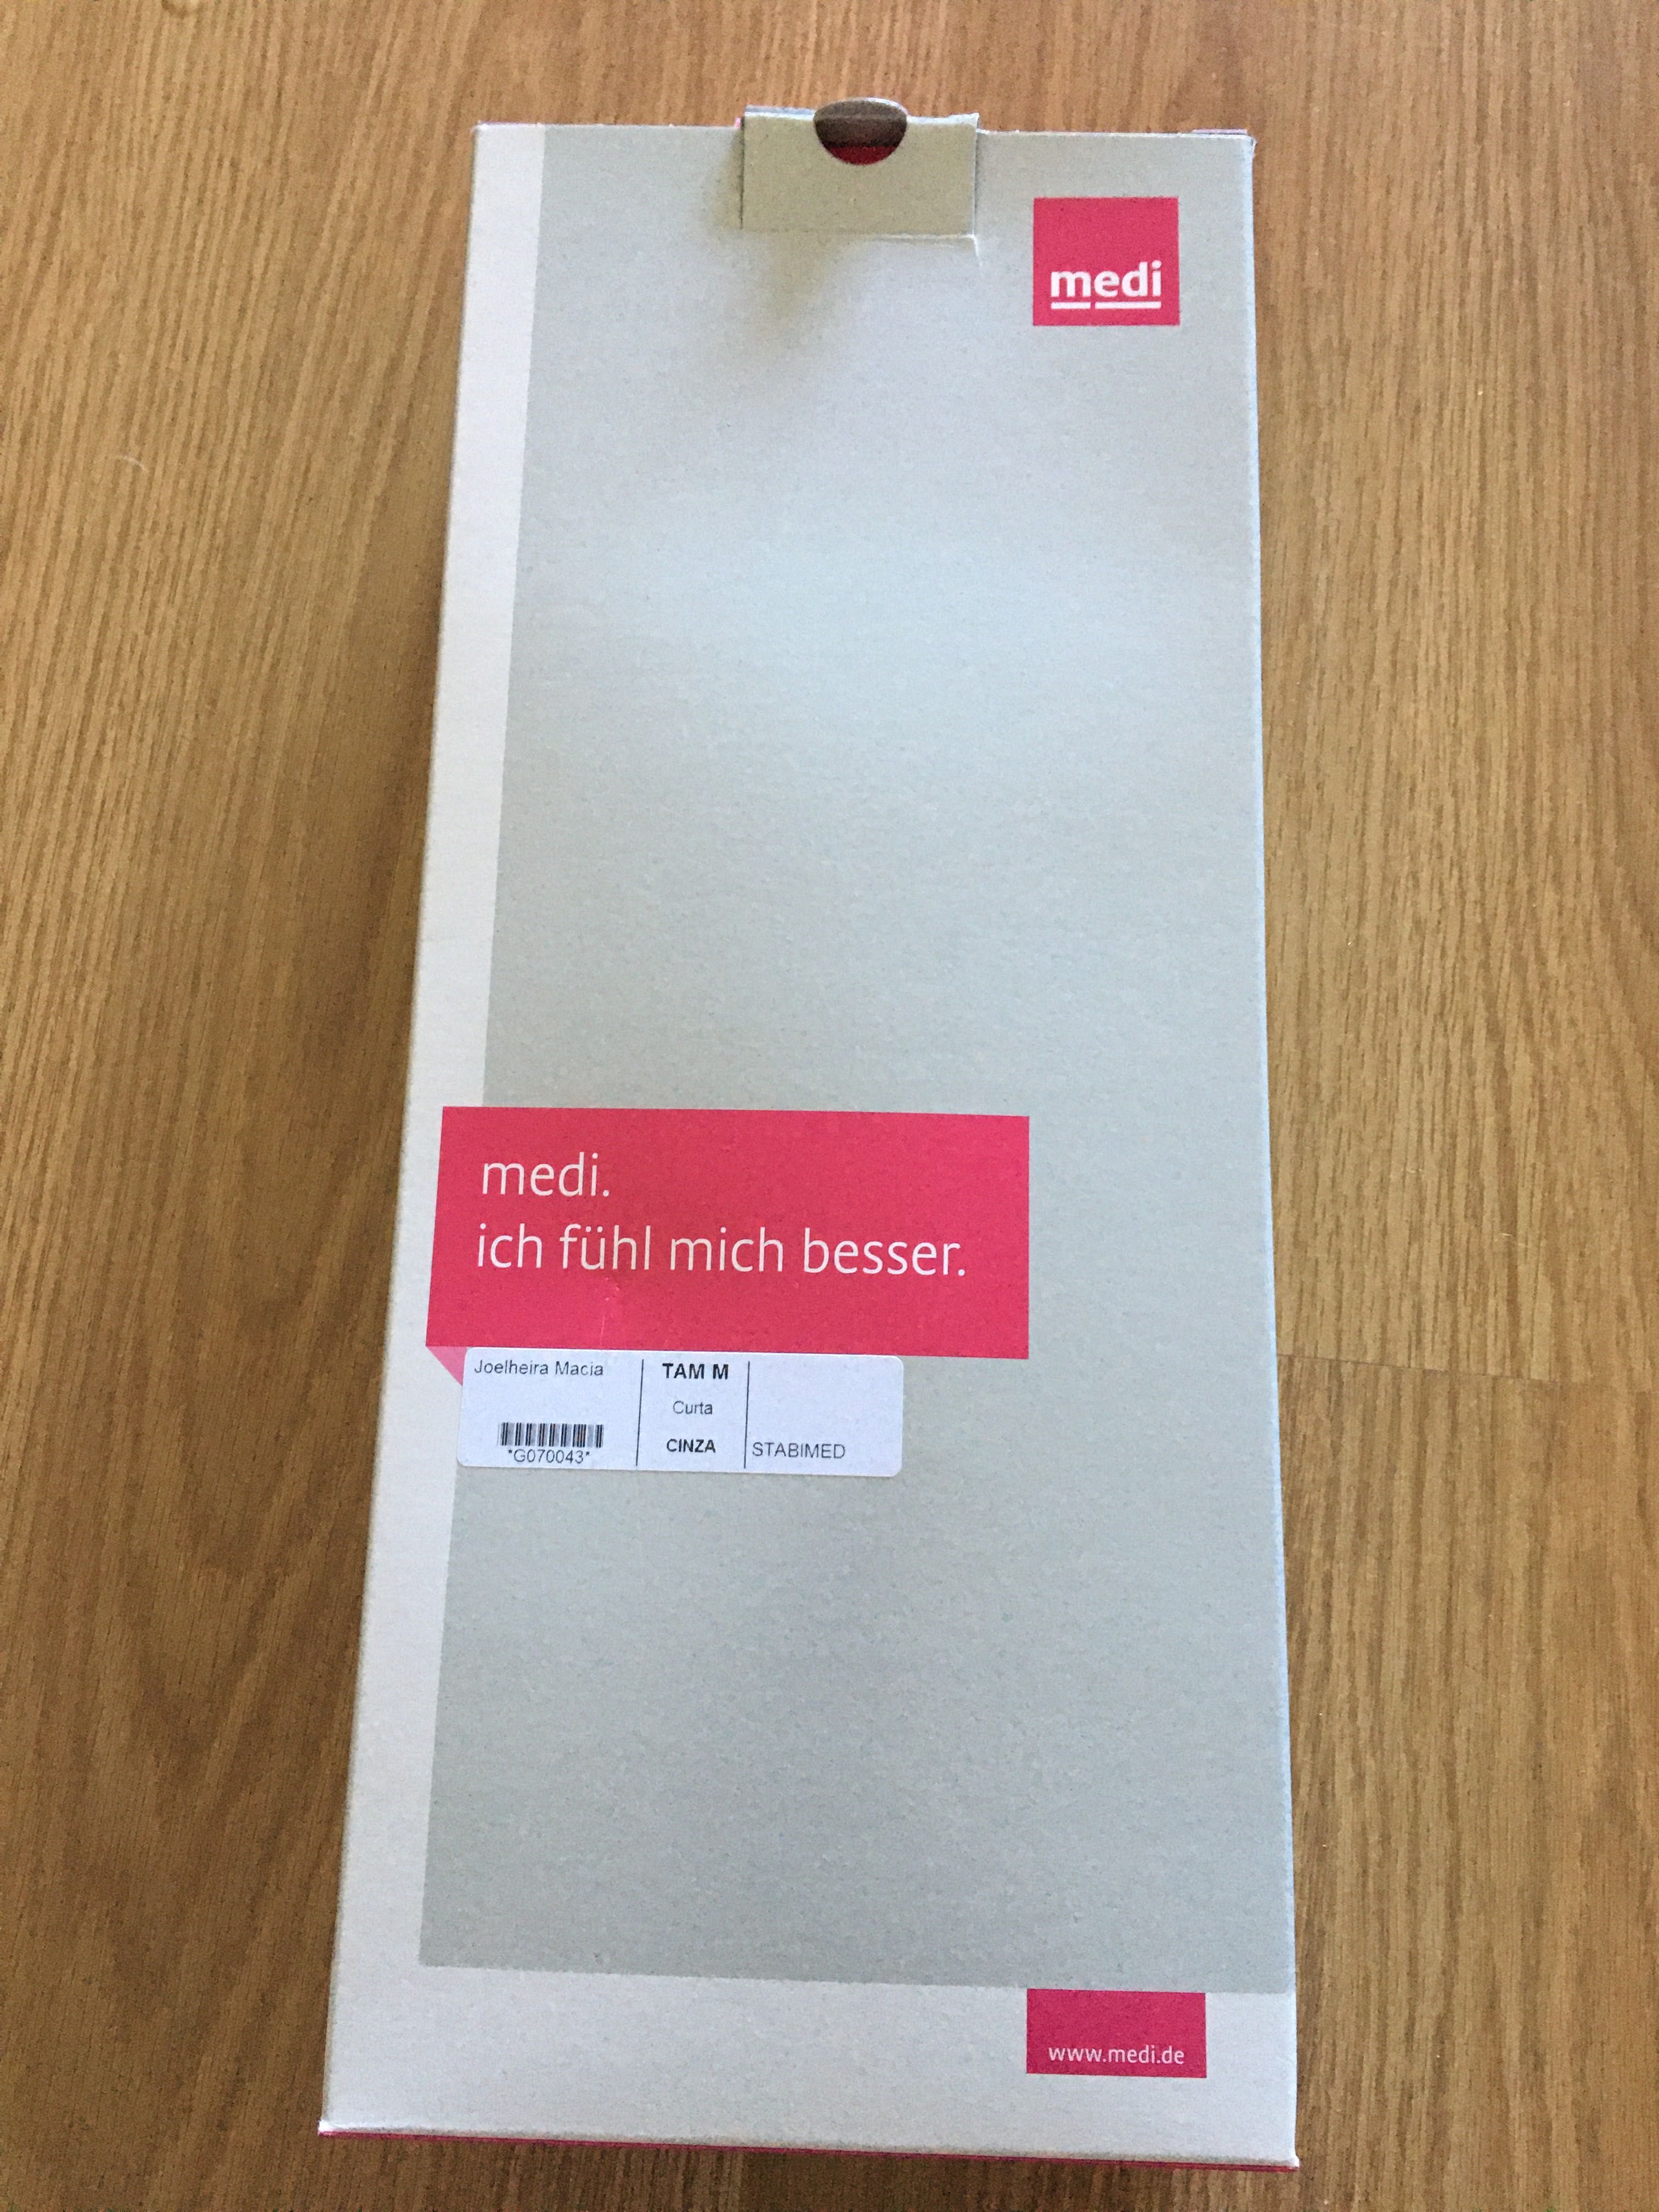 medi
medi.
ich fühl mich besser.
Joelheira Macia
*G070043*
TAM M
Curta
CINZA
STABIMED
www.medi.de